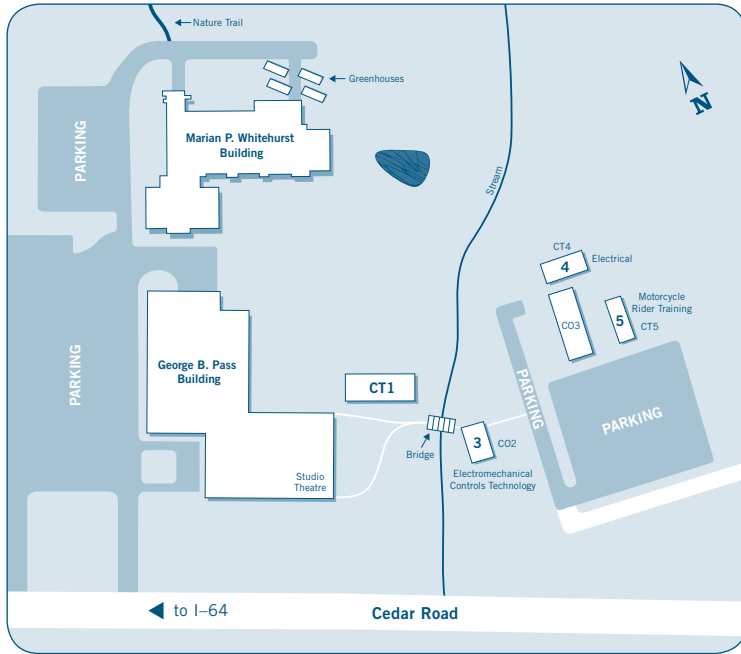 Nature Trail
Greenhouses
N
PARKING
Marian P. Whitehurst
Building
Stream
CT4
4
Electrical
Motorcycle
Rider Training
5
CT5
CO3
PARKING
George B. Pass
Building
CT1
PARKING
PARKING
Bridge
3
CO2
Electromechanical
Controls Technology
Studio
Theatre
to I–64
Cedar Road